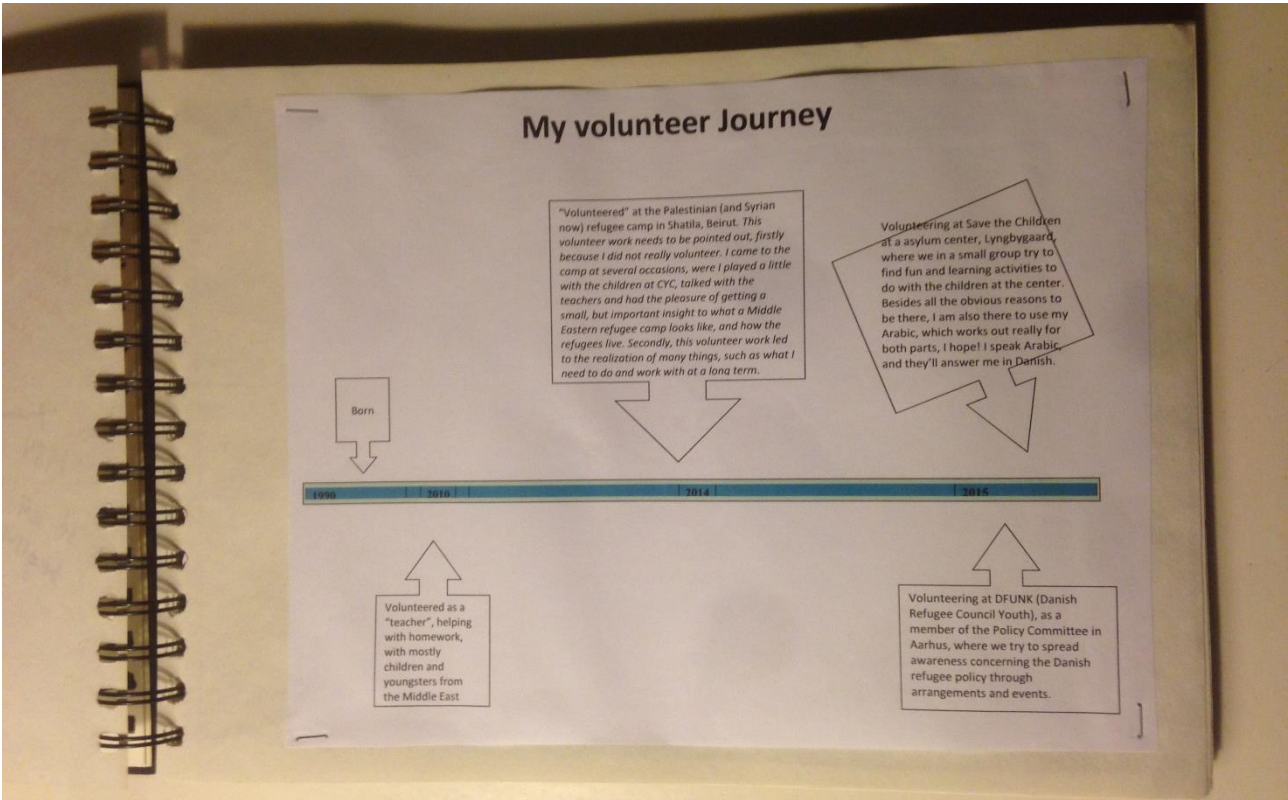 My volunteer Journey
"Volunteered" at the Palestinian (and Syrian
now) refugee camp in Shatila, Beirut. This
volunteer work needs to be pointed out, firstly
because I did not really volunteer. I came to the
camp at several occasions, were I played a little
with the children at CYC, talked with the
teachers and had the pleasure of getting a
small, but important insight to what a Middle
Eastern refugee camp looks like, and how the
refugees live. Secondly, this volunteer work led
to the realization of many things, such as what I
need to do and work with at a long term.
Volunteering at Save the Children
at a asylum center, Lyngbygaard,
where we in a small group try to
find fun and learning activities to
do with the children at the center.
Besides all the obvious reasons to
be there, I am also there to use my
Arabic, which works out really for
both parts, I hope! I speak Arabic,
and they'll answer me in Danish.
Born
1990 2010 2014 2015
Volunteered as a
"teacher", helping
with homework,
with mostly
children and
youngsters from
the Middle East
Volunteering at DFUNK (Danish
Refugee Council Youth), as a
member of the Policy Committee in
Aarhus, where we try to spread
awareness concerning the Danish
refugee policy through
arrangements and events.